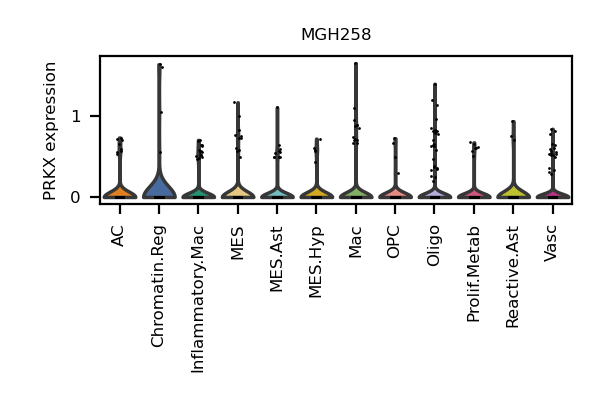 MGH258
PRKX expression
1
0
AC
Chromatin.Reg
Inflammatory.Mac
MES
MES.Ast
MES.Hyp
Mac
OPC
Oligo
Prolif.Metab
Reactive.Ast
Vasc